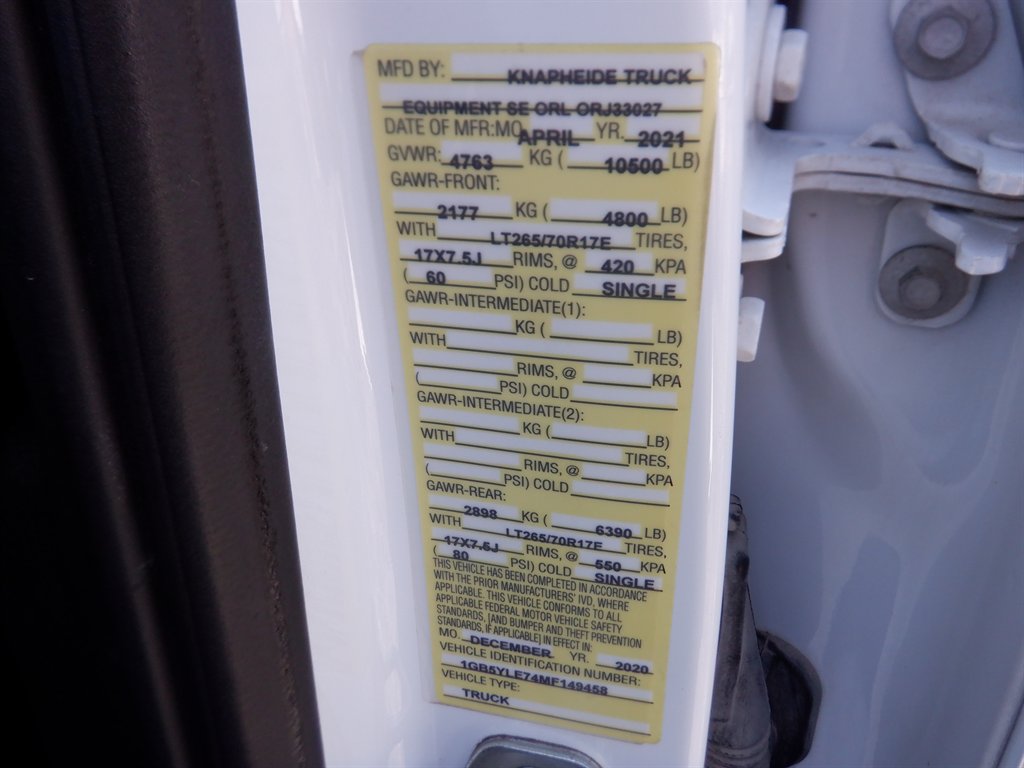 MFD BY: KNAPHEIDE TRUCK
EQUIPMENT SE ORL ORJ33027
DATE OF MFR:MO. APRIL YR. 2021
GVWR: 4763 KG ( 10500 LB)
GAWR-FRONT:
2177 KG ( 4800 LB)
WITH LT265/70R17E TIRES,
17X7.5J RIMS, @ 420 KPA
( 60 PSI) COLD SINGLE
GAWR-INTERMEDIATE(1):
KG ( LB)
WITH TIRES,
RIMS, @ KPA
( PSI) COLD
GAWR-INTERMEDIATE(2):
KG ( LB)
WITH TIRES,
RIMS, @ KPA
( PSI) COLD
GAWR-REAR:
2898 KG ( 6390 LB)
WITH LT265/70R17E TIRES,
17X7.5J RIMS, @ 550 KPA
( 80 PSI) COLD SINGLE
THIS VEHICLE HAS BEEN COMPLETED IN ACCORDANCE
WITH THE PRIOR MANUFACTURERS' IVD, WHERE
APPLICABLE. THIS VEHICLE CONFORMS TO ALL
APPLICABLE FEDERAL MOTOR VEHICLE SAFETY
STANDARDS, [AND BUMPER AND THEFT PREVENTION
STANDARDS, IF APPLICABLE] IN EFFECT IN:
MO. DECEMBER YR. 2020
VEHICLE IDENTIFICATION NUMBER:
1GB5YLE74MF149458
VEHICLE TYPE:
TRUCK